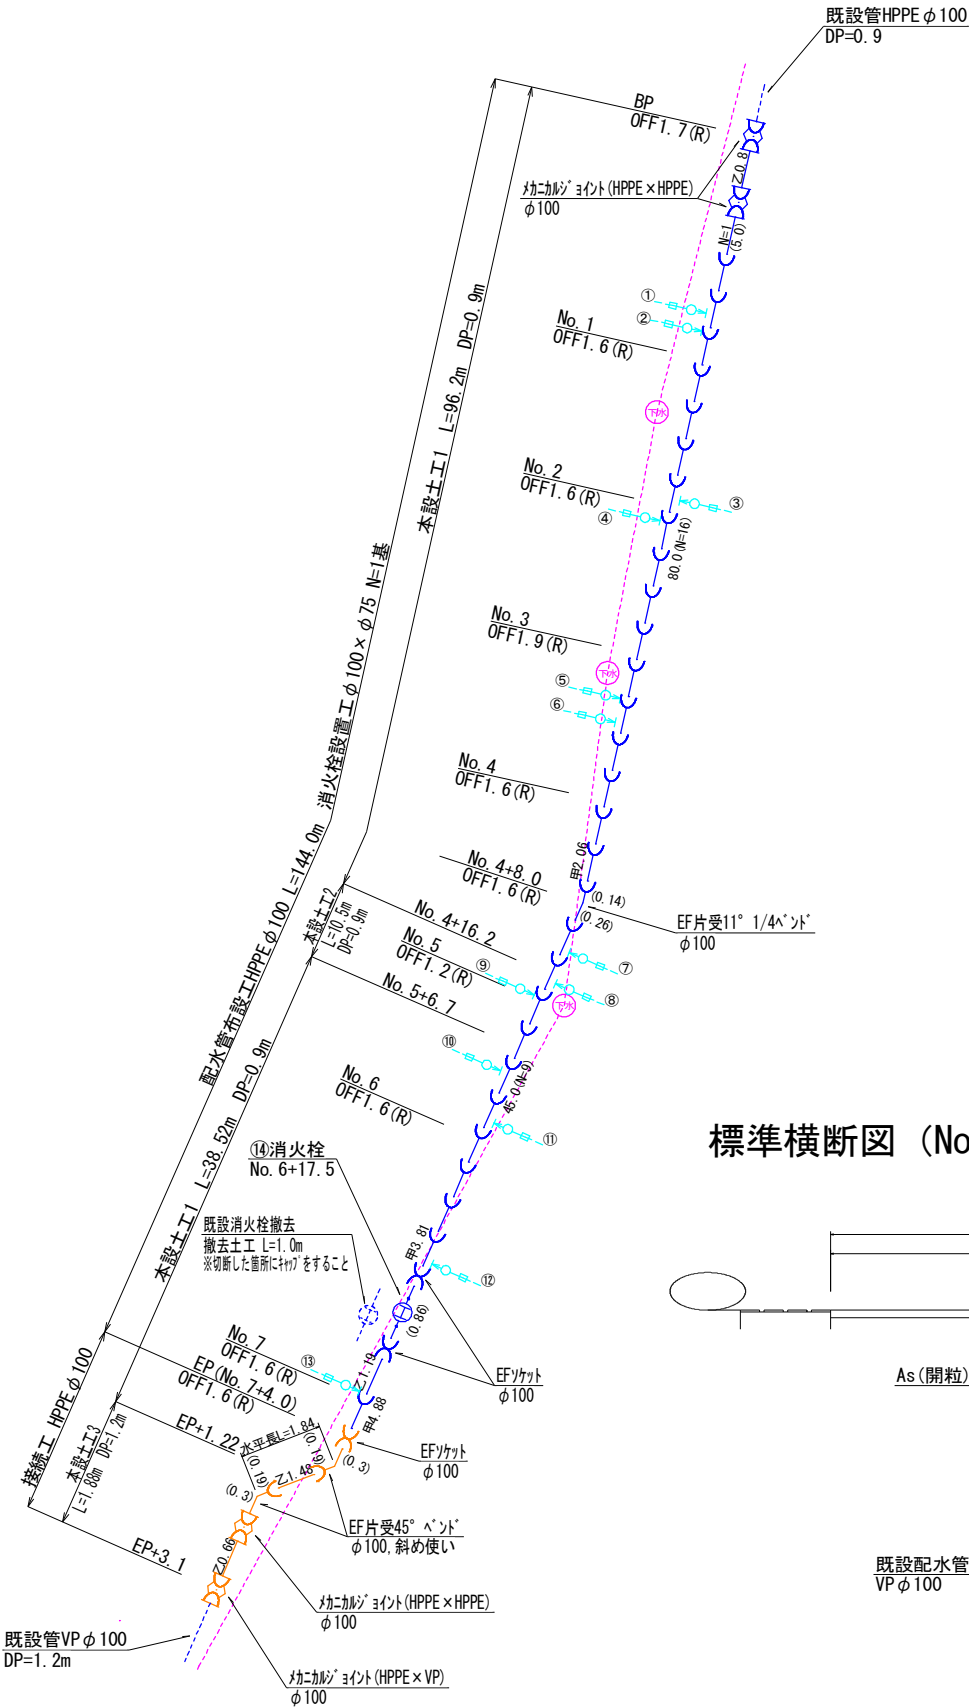 既設管HPPEφ100
DP=0.9
BP
OFF1.7(R)
メカニカルジョイント(HPPE×HPPE)
φ100
乙0.8
N=1
(5.0)
①
②
No.1
OFF1.6(R)
下水
No.2
OFF1.6(R)
③
④
80.0(N=16)
No.3
OFF1.9(R)
下水
⑤
⑥
No.4
OFF1.6(R)
甲2.06
No.4+8.0
OFF1.6(R)
(0.14)
(0.26)
EF片受11°1/4ベンド
φ100
No.4+16.2
No.5
OFF1.2(R)
No.5+6.7
⑦
⑧
⑨
下水
⑩
45.0(N=9)
No.6
OFF1.6(R)
⑪
配水管布設工HPPEφ100 L=144.0m 消火栓設置工φ100×φ75 N=1基
本設土工1 L=96.2m DP=0.9m
本設土工2
L=10.5m
DP=0.9m
本設土工1 L=38.52m DP=0.9m
標準横断図 (No
⑭消火栓
No.6+17.5
既設消火栓撤去
撤去土工 L=1.0m
※切断した箇所にキャップをすること
甲3.81
⑫
(0.86)
EFソケット
φ100
No.7
OFF1.6(R)
⑬
乙1.19
EP(No.7+4.0)
OFF1.6(R)
甲4.88
EP+1.22
水平長L=1.84
(0.19)
(0.19)
乙1.48
(0.3)
(0.3)
EFソケット
φ100
EF片受45°ベンド
φ100,斜め使い
接続工 HPPEφ100
本設土工3
L=1.88m DP=1.2m
EP+3.1
乙0.66
メカニカルジョイント(HPPE×HPPE)
φ100
既設管VPφ100
DP=1.2m
メカニカルジョイント(HPPE×VP)
φ100
As(開粒)
既設配水管
VPφ100